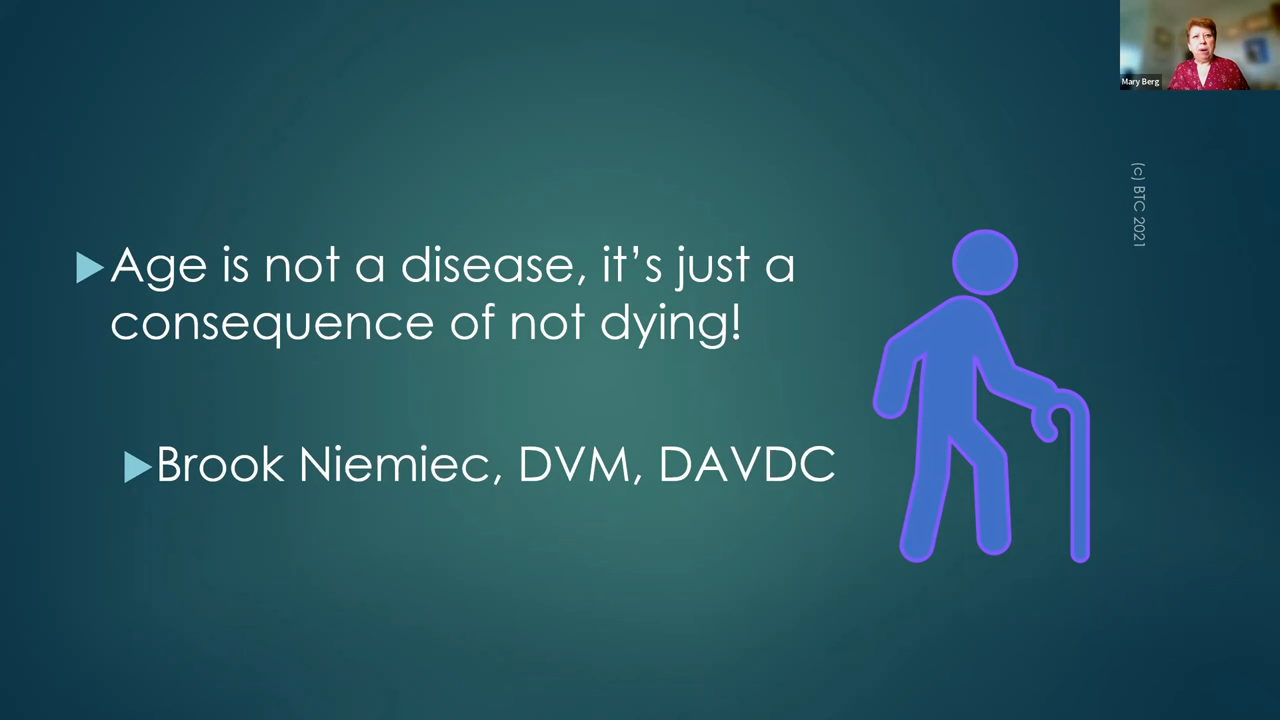 Mary Berg
(c) BTC 2021
Age is not a disease, it’s just a
consequence of not dying!
Brook Niemiec, DVM, DAVDC